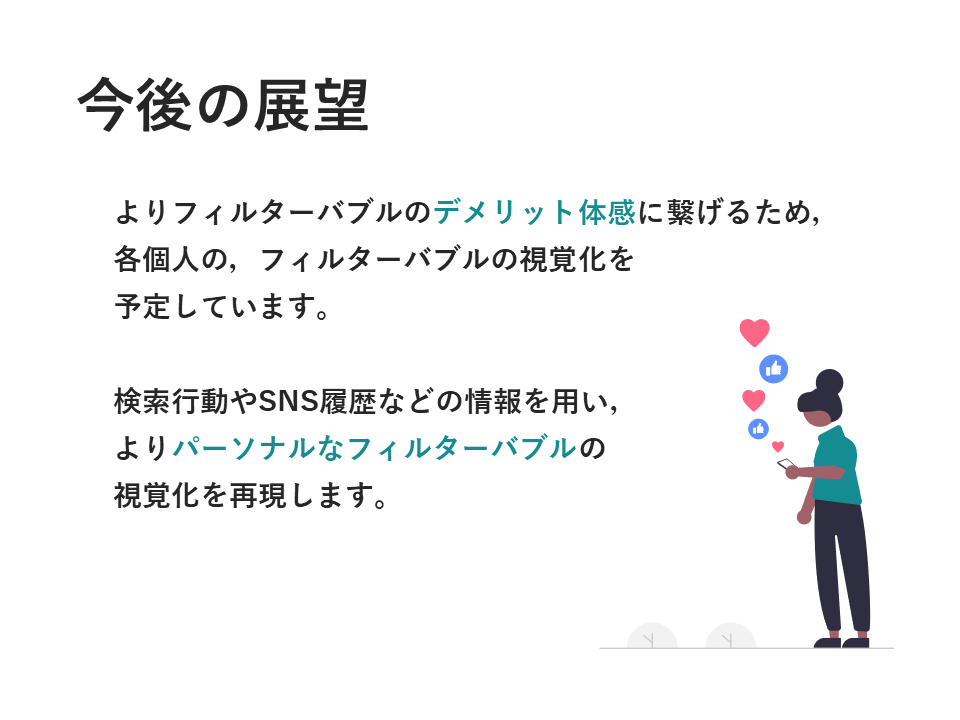 今後の展望
よりフィルターバブルのデメリット体感に繋げるため，
各個人の，フィルターバブルの視覚化を
予定しています。
検索行動やSNS履歴などの情報を用い，
よりパーソナルなフィルターバブルの
視覚化を再現します。